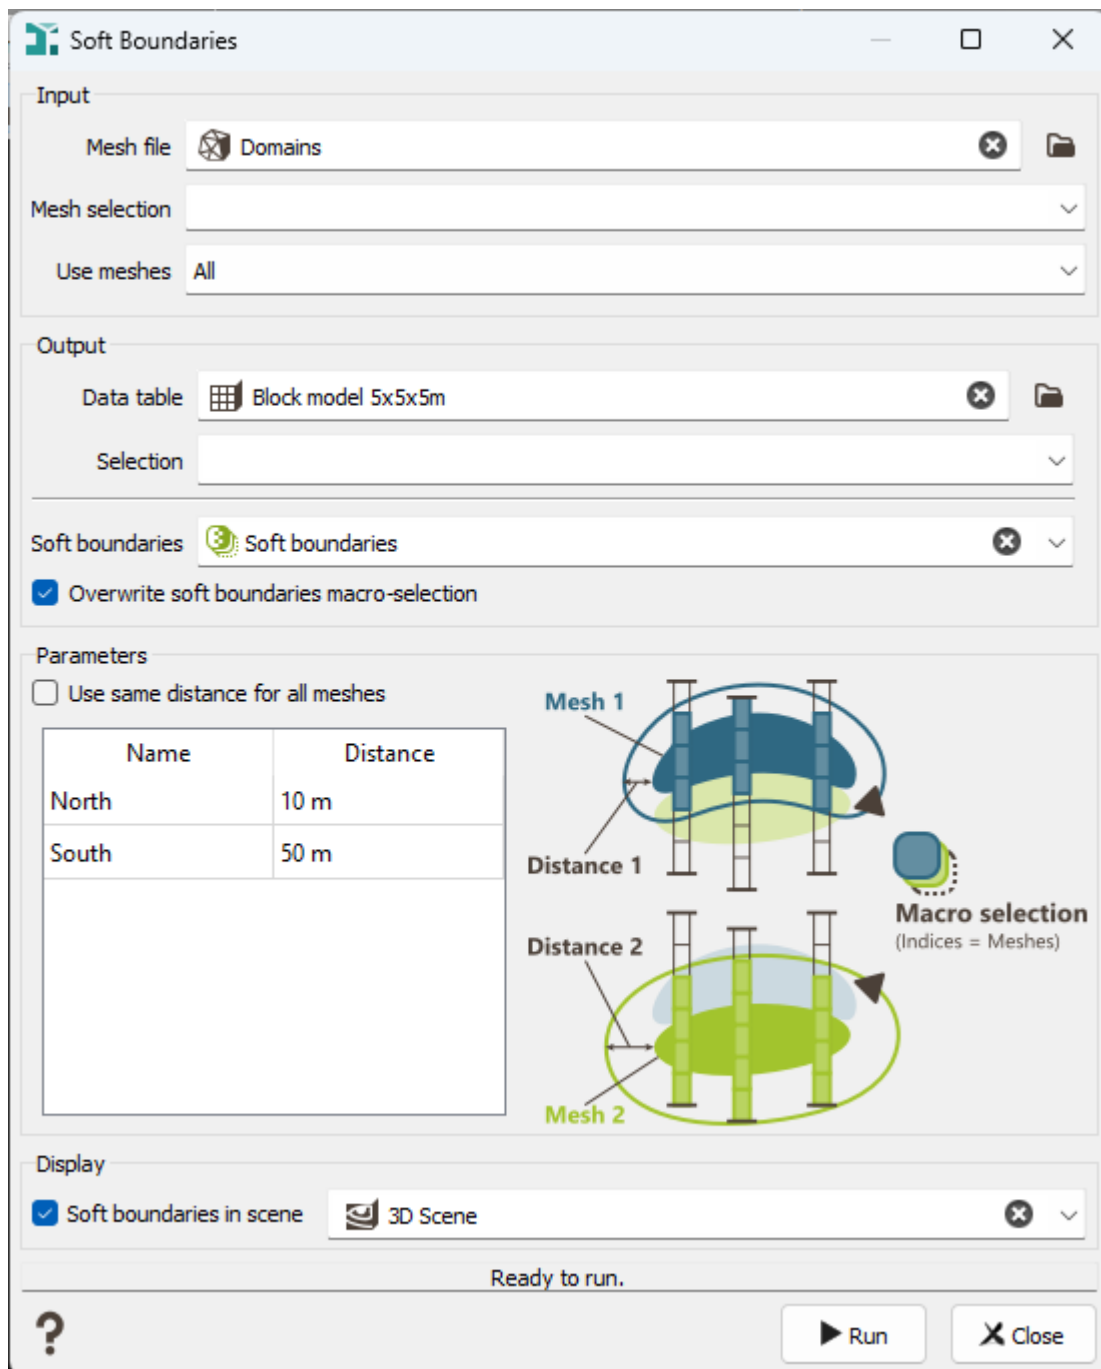 Soft Boundaries
Input
Mesh file Domains
Mesh selection
Use meshes All
Output
Data table Block model 5x5x5m
Selection
Soft boundaries Soft boundaries
Overwrite soft boundaries macro-selection
Parameters
Use same distance for all meshes
Name Distance
North 10 m
South 50 m
Mesh 1
Distance 1
Macro selection
(Indices = Meshes)
Distance 2
Mesh 2
Display
Soft boundaries in scene 3D Scene
Ready to run.
? Run Close